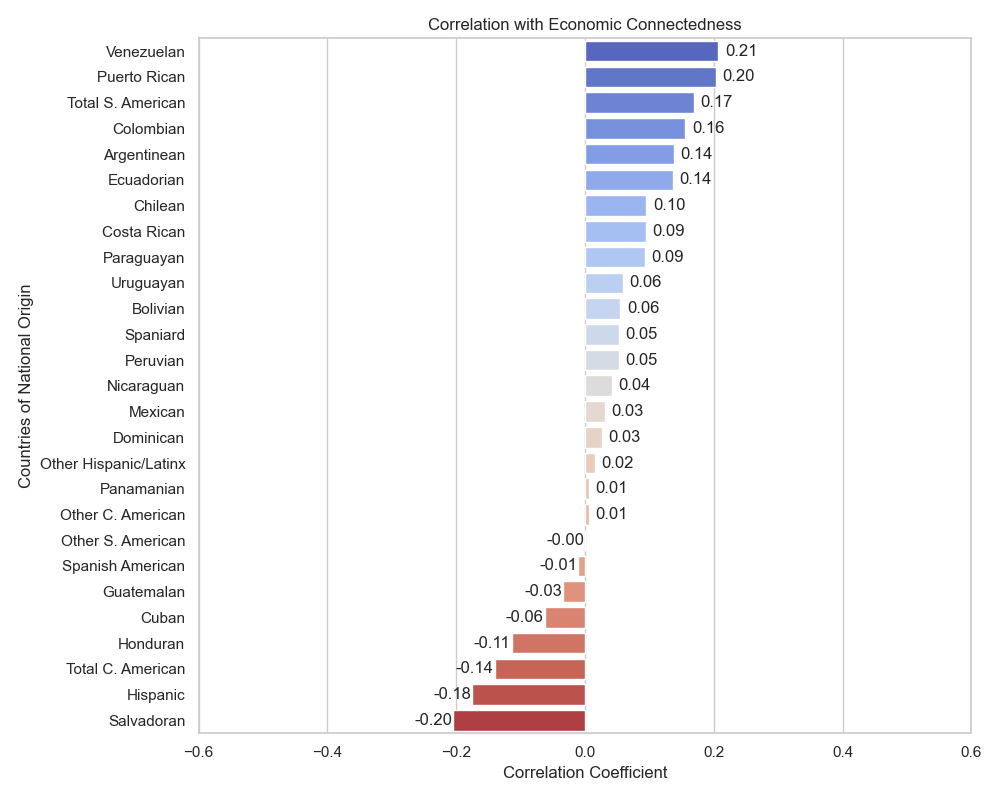 Correlation with Economic Connectedness
Venezuelan 0.21
Puerto Rican 0.20
Total S. American 0.17
Colombian 0.16
Argentinean 0.14
Ecuadorian 0.14
Chilean 0.10
Costa Rican 0.09
Paraguayan 0.09
Uruguayan 0.06
Bolivian 0.06
Spaniard 0.05
Peruvian 0.05
Nicaraguan 0.04
Mexican 0.03
Dominican 0.03
Other Hispanic/Latinx 0.02
Panamanian 0.01
Other C. American 0.01
Other S. American -0.00
Spanish American -0.01
Guatemalan -0.03
Cuban -0.06
Honduran -0.11
Total C. American -0.14
Hispanic -0.18
Salvadoran -0.20
Countries of National Origin
−0.6 −0.4 −0.2 0.0 0.2 0.4 0.6
Correlation Coefficient